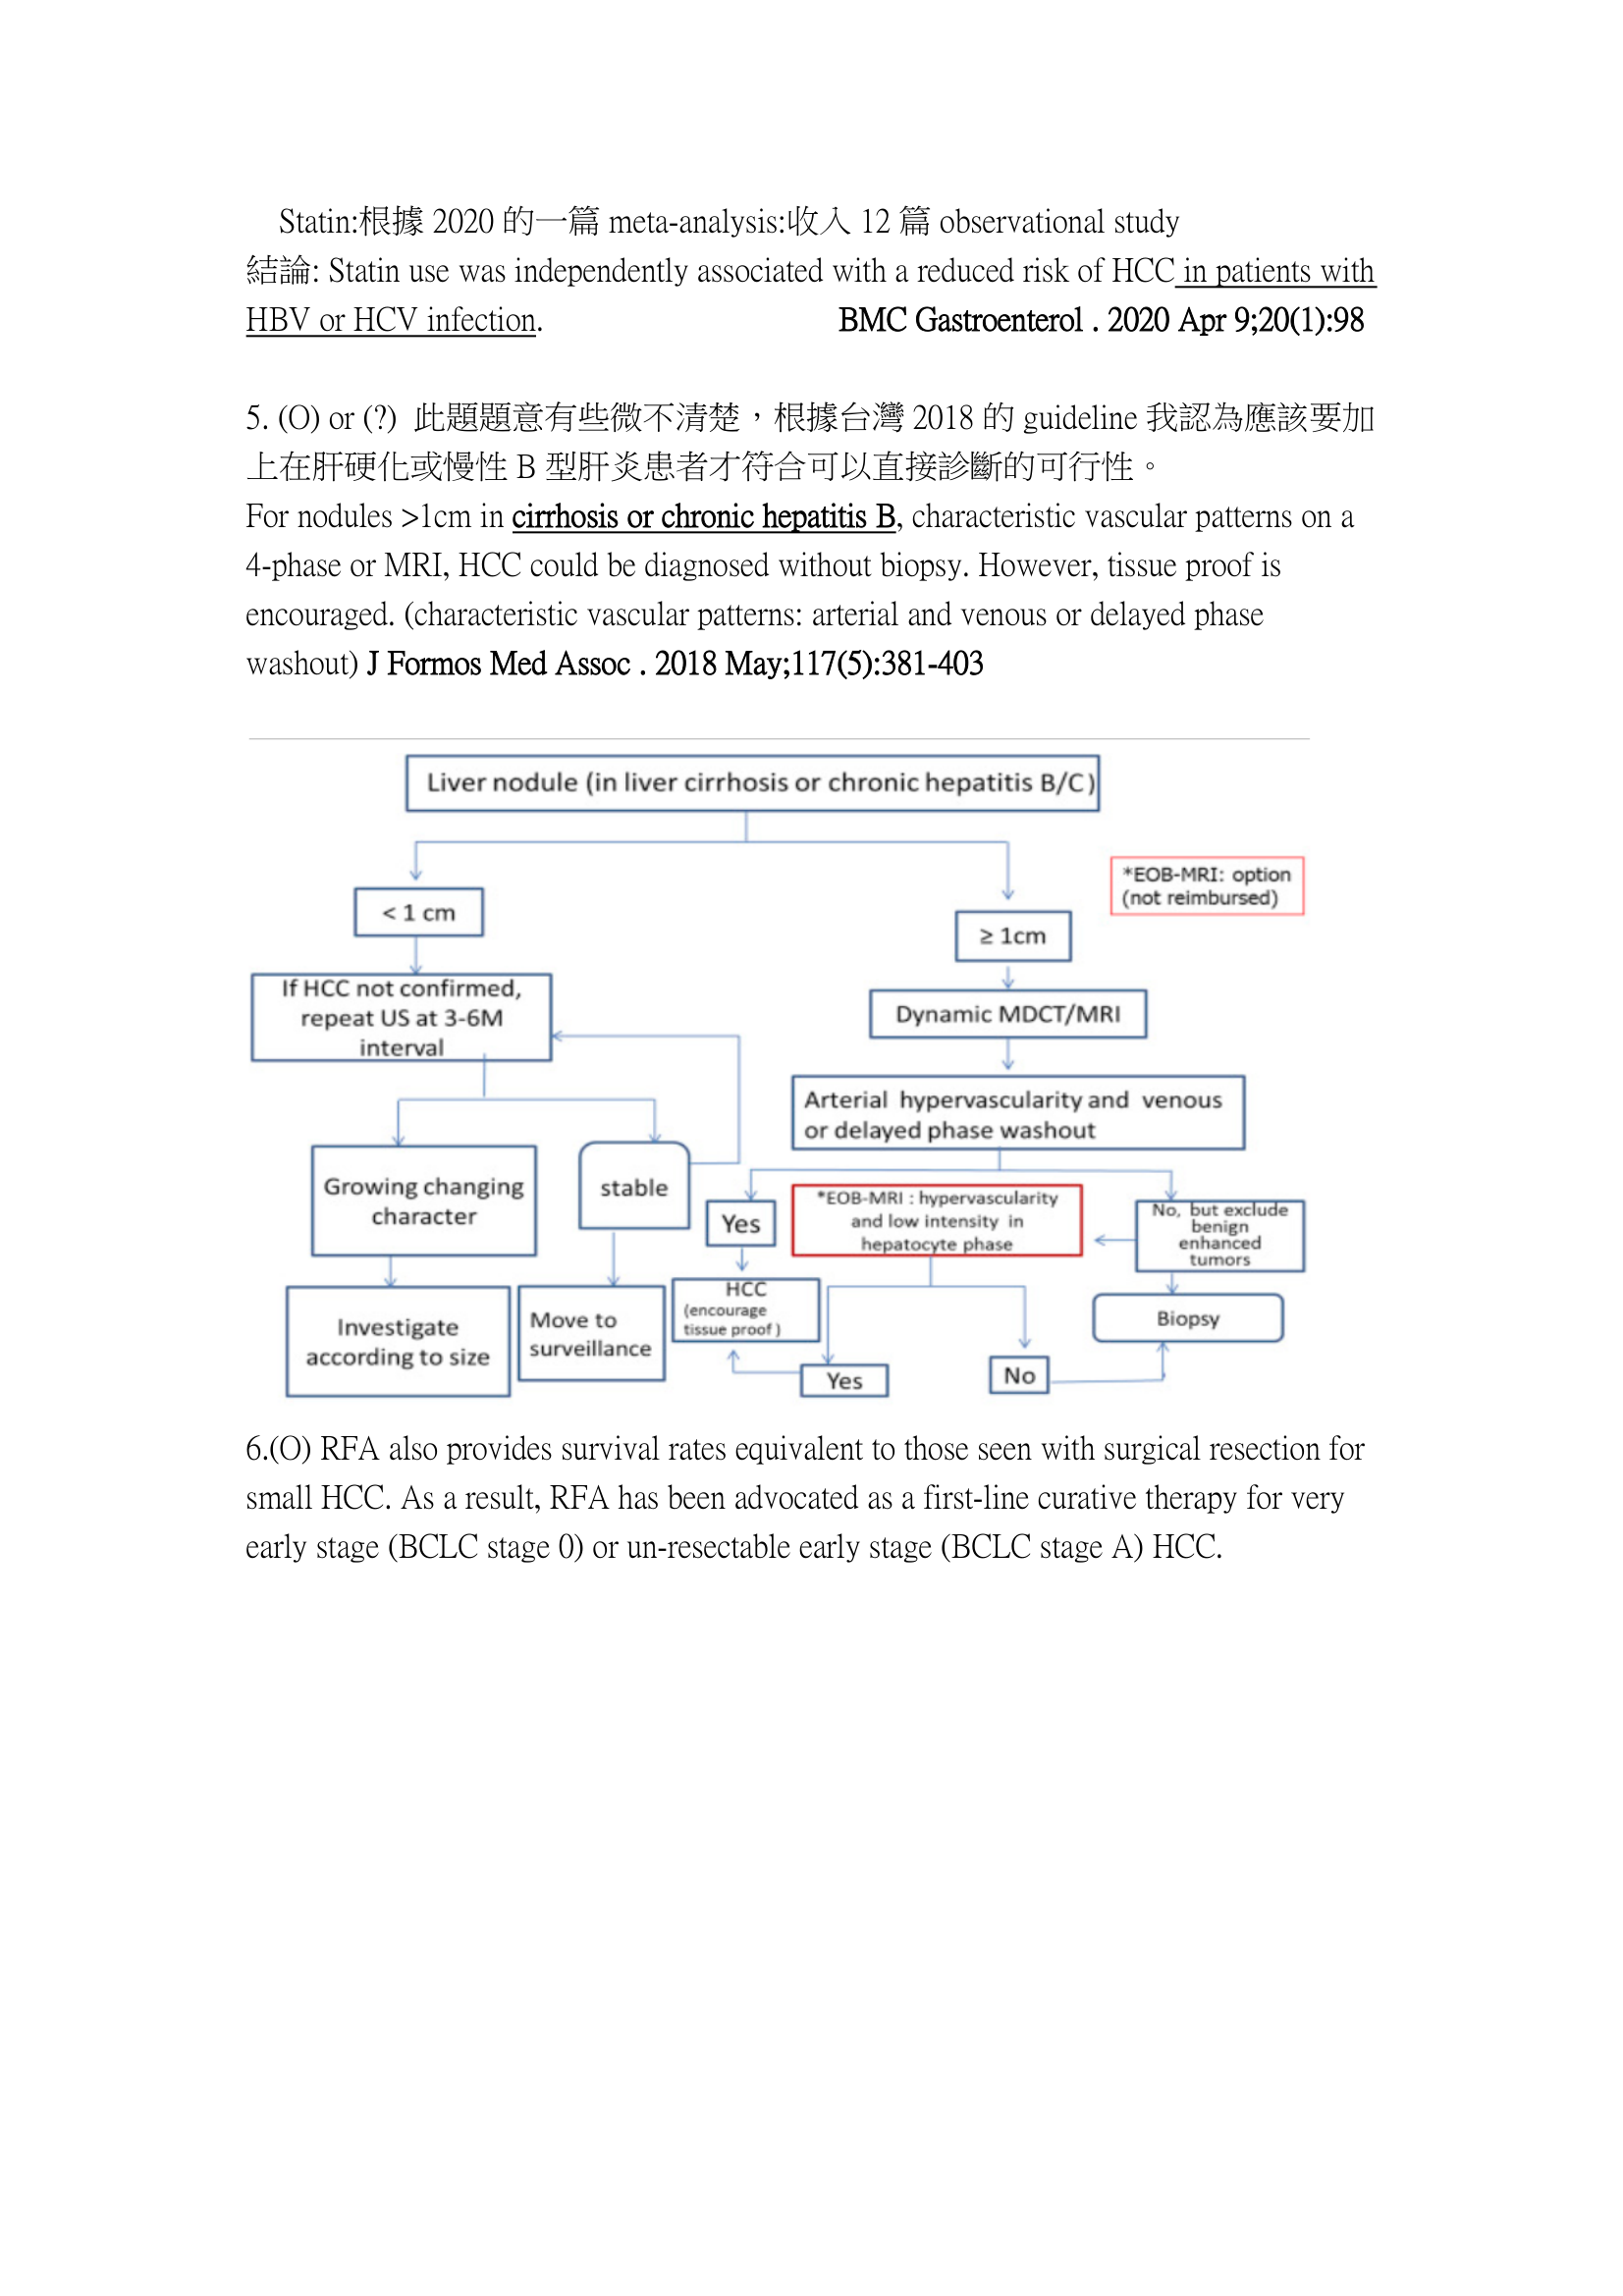 Statin:根據 2020 的一篇 meta-analysis:收入 12 篇 observational study
結論: Statin use was independently associated with a reduced risk of HCC in patients with
HBV or HCV infection. BMC Gastroenterol . 2020 Apr 9;20(1):98
5. (O) or (?) 此題題意有些微不清楚，根據台灣 2018 的 guideline 我認為應該要加
上在肝硬化或慢性 B 型肝炎患者才符合可以直接診斷的可行性。
For nodules >1cm in cirrhosis or chronic hepatitis B, characteristic vascular patterns on a
4-phase or MRI, HCC could be diagnosed without biopsy. However, tissue proof is
encouraged. (characteristic vascular patterns: arterial and venous or delayed phase
washout) J Formos Med Assoc . 2018 May;117(5):381-403
Liver nodule (in liver cirrhosis or chronic hepatitis B/C)
*EOB-MRI: option
(not reimbursed)
< 1 cm
≥ 1cm
If HCC not confirmed,
repeat US at 3-6M
interval
Dynamic MDCT/MRI
Arterial hypervascularity and venous
or delayed phase washout
Growing changing
character
stable
Yes
*EOB-MRI : hypervascularity
and low intensity in
hepatocyte phase
No, but exclude
benign
enhanced
tumors
Investigate
according to size
Move to
surveillance
HCC
(encourage
tissue proof )
Biopsy
Yes
No
6.(O) RFA also provides survival rates equivalent to those seen with surgical resection for
small HCC. As a result, RFA has been advocated as a first-line curative therapy for very
early stage (BCLC stage 0) or un-resectable early stage (BCLC stage A) HCC.